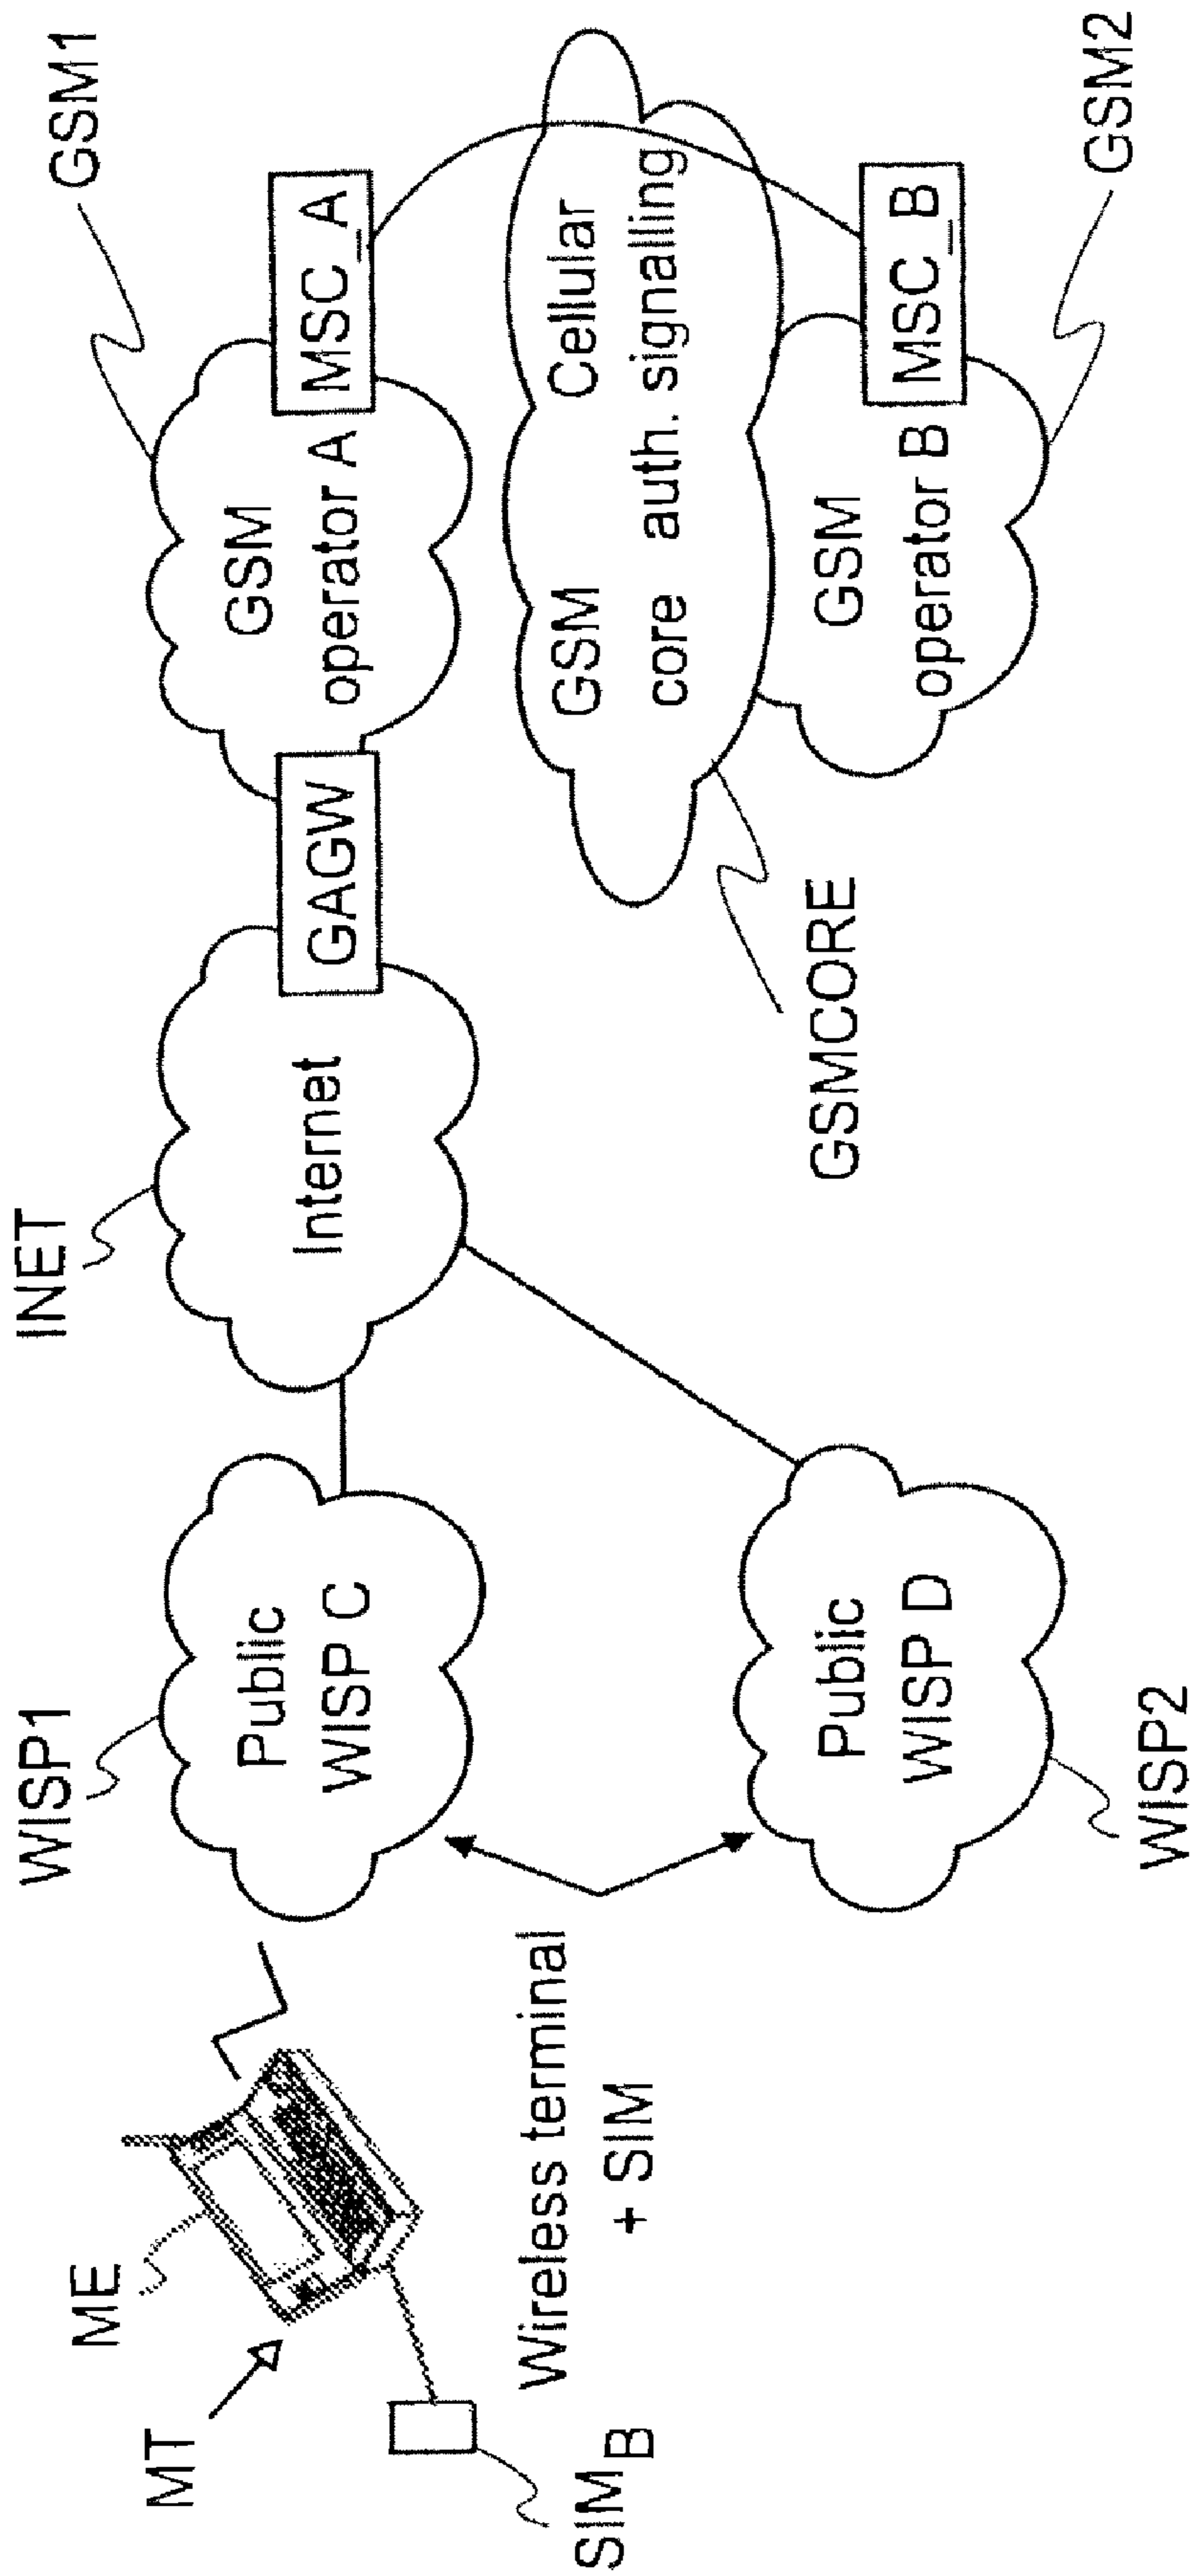 MT
ME
SIM B
Wireless terminal
+ SIM
WISP1
Public
WISP C
Public
WISP D
WISP2
INET
Internet
GAGW
GSM1
GSM
operator A
MSC_A
GSM Cellular
core auth. signalling
GSMCORE
GSM
operator B
MSC_B
GSM2